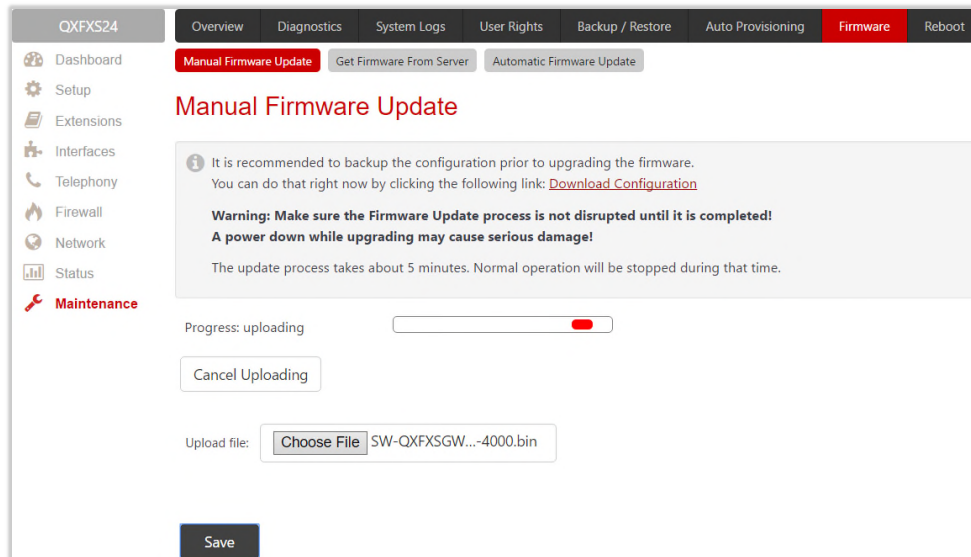 QXFXS24
Overview Diagnostics System Logs User Rights Backup / Restore Auto Provisioning Firmware Reboot
Dashboard
Setup
Extensions
Interfaces
Telephony
Firewall
Network
Status
Maintenance
Manual Firmware Update Get Firmware From Server Automatic Firmware Update
Manual Firmware Update
It is recommended to backup the configuration prior to upgrading the firmware.
You can do that right now by clicking the following link: Download Configuration
Warning: Make sure the Firmware Update process is not disrupted until it is completed!
A power down while upgrading may cause serious damage!
The update process takes about 5 minutes. Normal operation will be stopped during that time.
Progress: uploading
Cancel Uploading
Upload file: Choose File SW-QXFXSGW...-4000.bin
Save